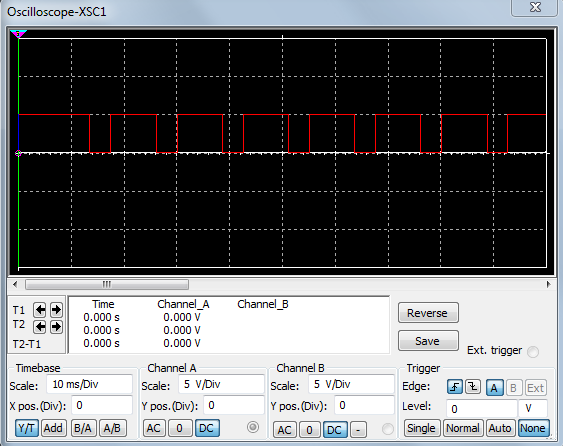 Oscilloscope-XSC1
Time Channel_A Channel_B
T1 0.000 s 0.000 V
T2 0.000 s 0.000 V
T2-T1 0.000 s 0.000 V
Reverse
Save
Ext. trigger
Timebase
Scale: 10 ms/Div
X pos.(Div): 0
Y/T Add B/A A/B
Channel A
Scale: 5 V/Div
Y pos.(Div): 0
AC 0 DC
Channel B
Scale: 5 V/Div
Y pos.(Div): 0
AC 0 DC -
Trigger
Edge: A B Ext
Level: 0 V
Single Normal Auto None